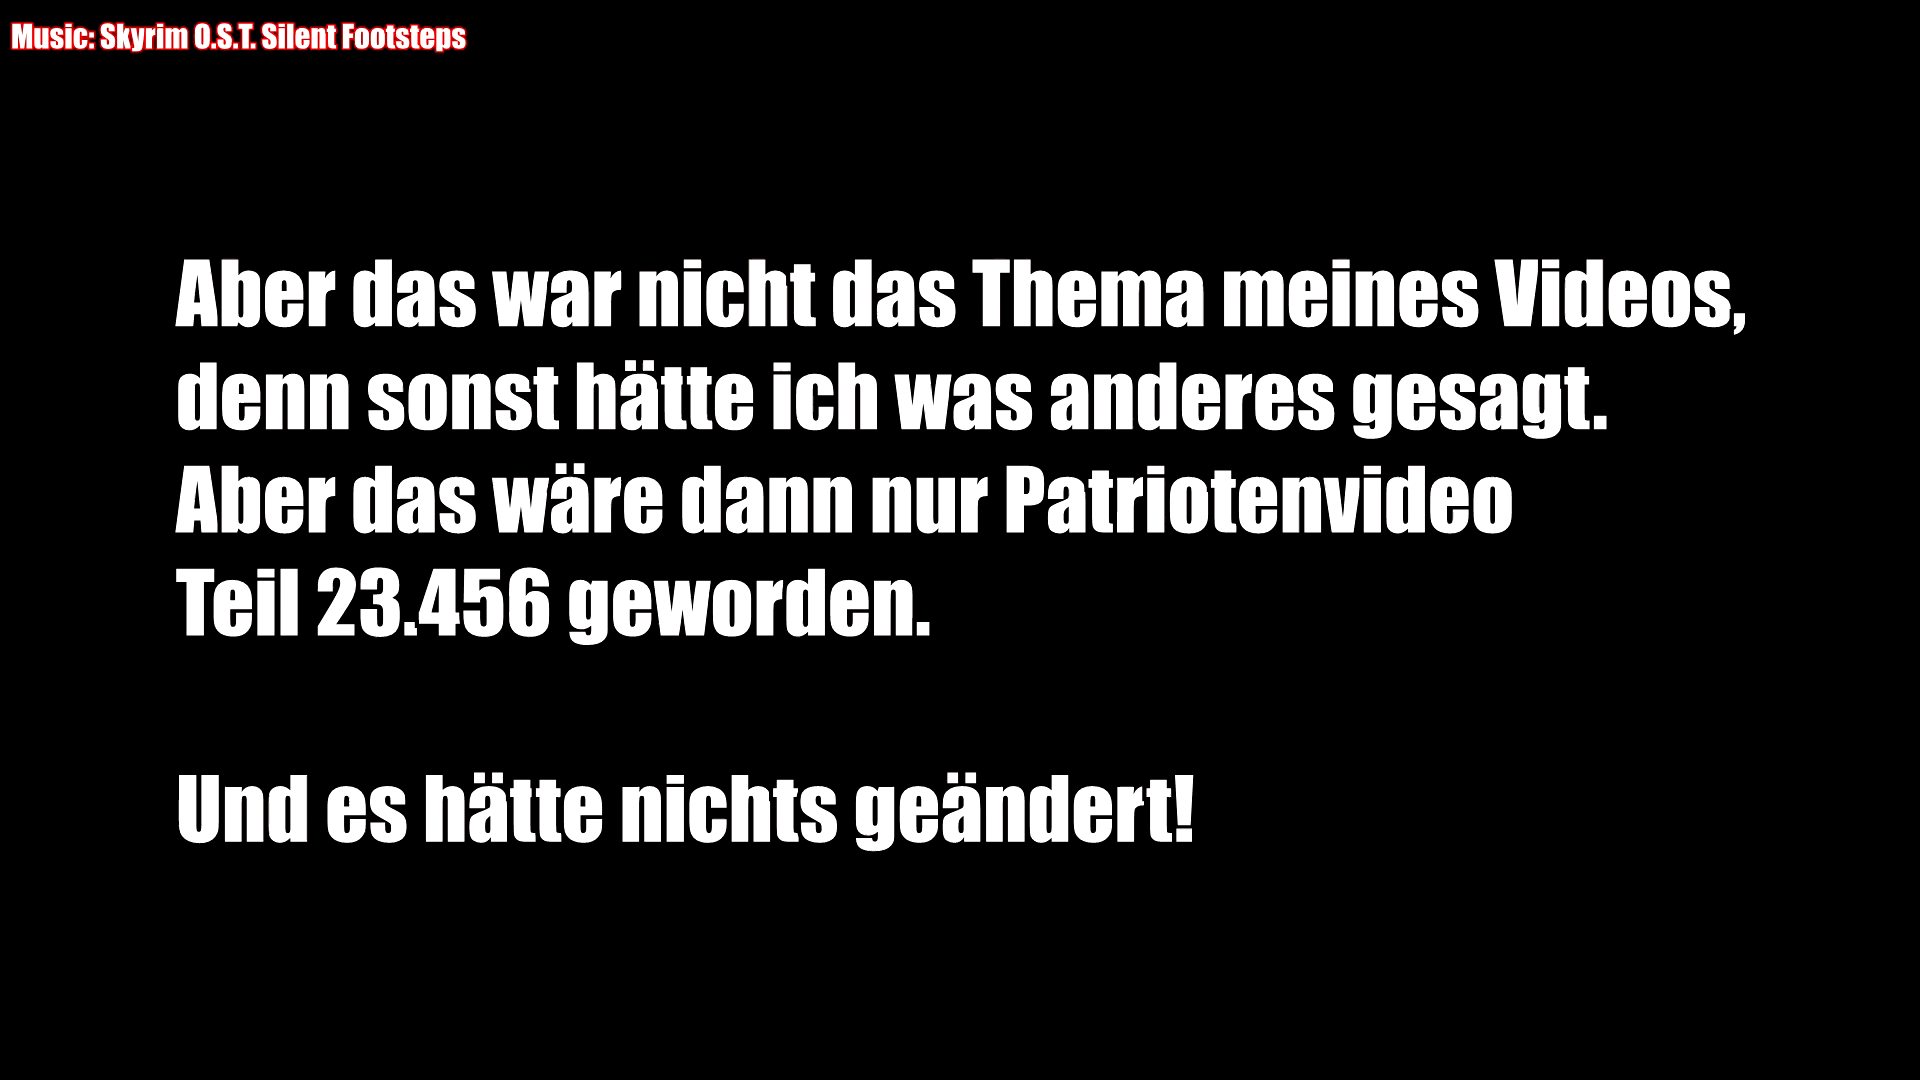 Music: Skyrim O.S.T. Silent Footsteps
Aber das war nicht das Thema meines Videos,
denn sonst hätte ich was anderes gesagt.
Aber das wäre dann nur Patriotenvideo
Teil 23.456 geworden.
Und es hätte nichts geändert!